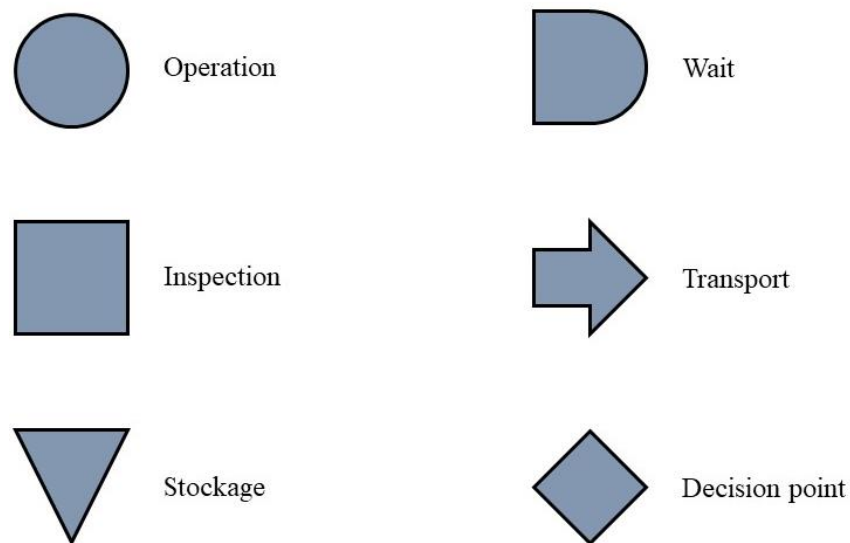 Operation
Wait
Inspection
Transport
Stockage
Decision point